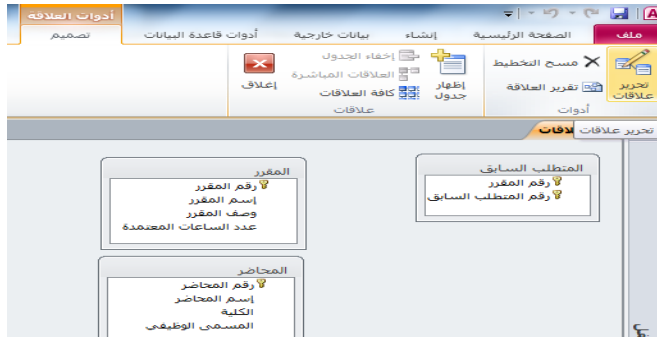 أدوات العلاقة
ملف
الصفحة الرئيسية
إنشاء
بيانات خارجية
أدوات قاعدة البيانات
تصميم
تحرير
علاقات
مسح التخطيط
تقرير العلاقة
أدوات
إظهار
جدول
إخفاء الجدول
العلاقات المباشرة
كافة العلاقات
علاقات
إغلاق
تحرير علاقات
المتطلب السابق
رقم المقرر
رقم المتطلب السابق
المقرر
رقم المقرر
إسم المقرر
وصف المقرر
عدد الساعات المعتمدة
المحاضر
رقم المحاضر
إسم المحاضر
الكلية
المسمى الوظيفي